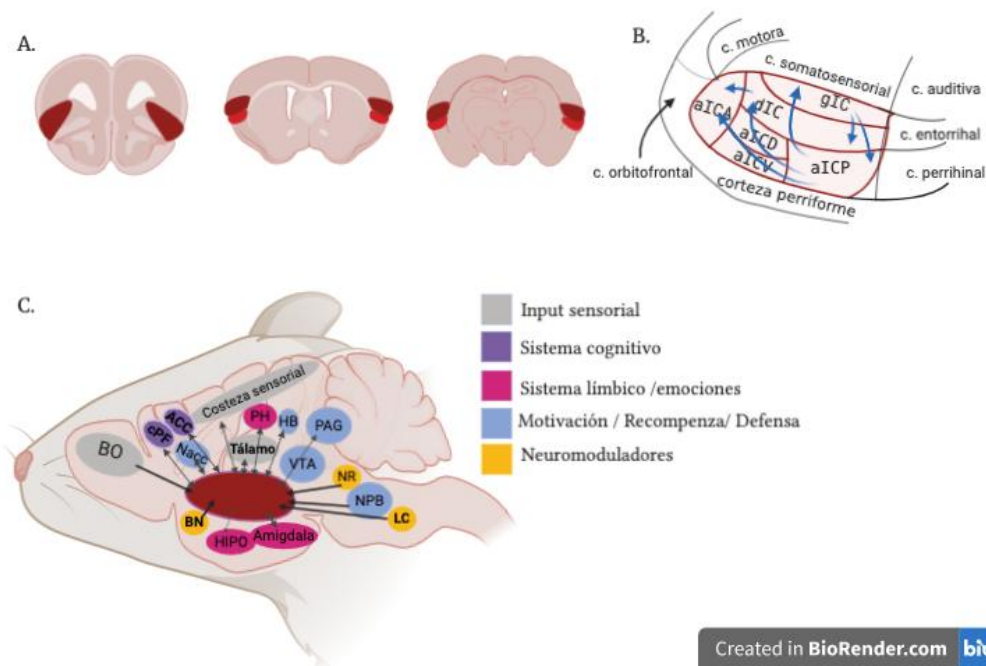 A.
B.
c. motora
c. somatosensorial
c. auditiva
gIC
dIC
aICA
c. entorrihal
aICD
aICV
aICP
c. orbitofrontal
c. perrihinal
corteza perriforme
C.
Input sensorial
Sistema cognitivo
Sistema límbico /emociones
Motivación / Recompenza/ Defensa
Neuromoduladores
Costeza sensorial
ACC
cPF
Nacc
PH
HB
PAG
BO
Tálamo
VTA
NR
NPB
BN
LC
HIPO
Amigdala
Created in BioRender.com